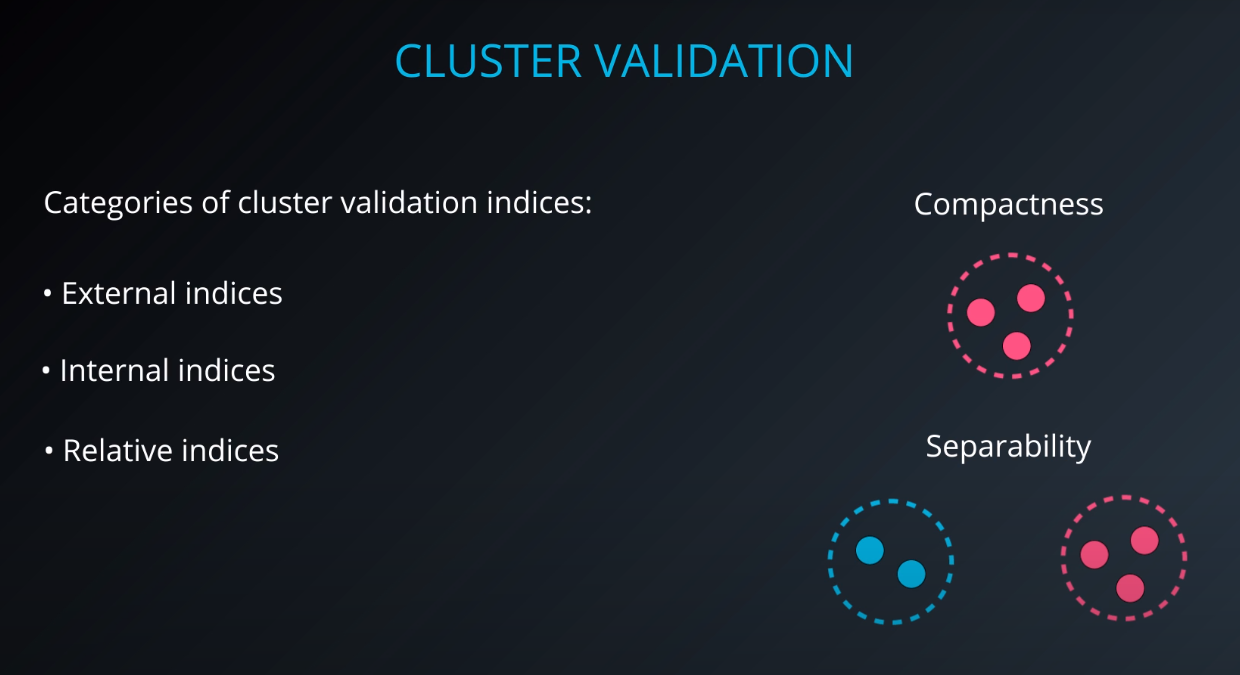 CLUSTER VALIDATION
Categories of cluster validation indices:
• External indices
• Internal indices
• Relative indices
Compactness
Separability